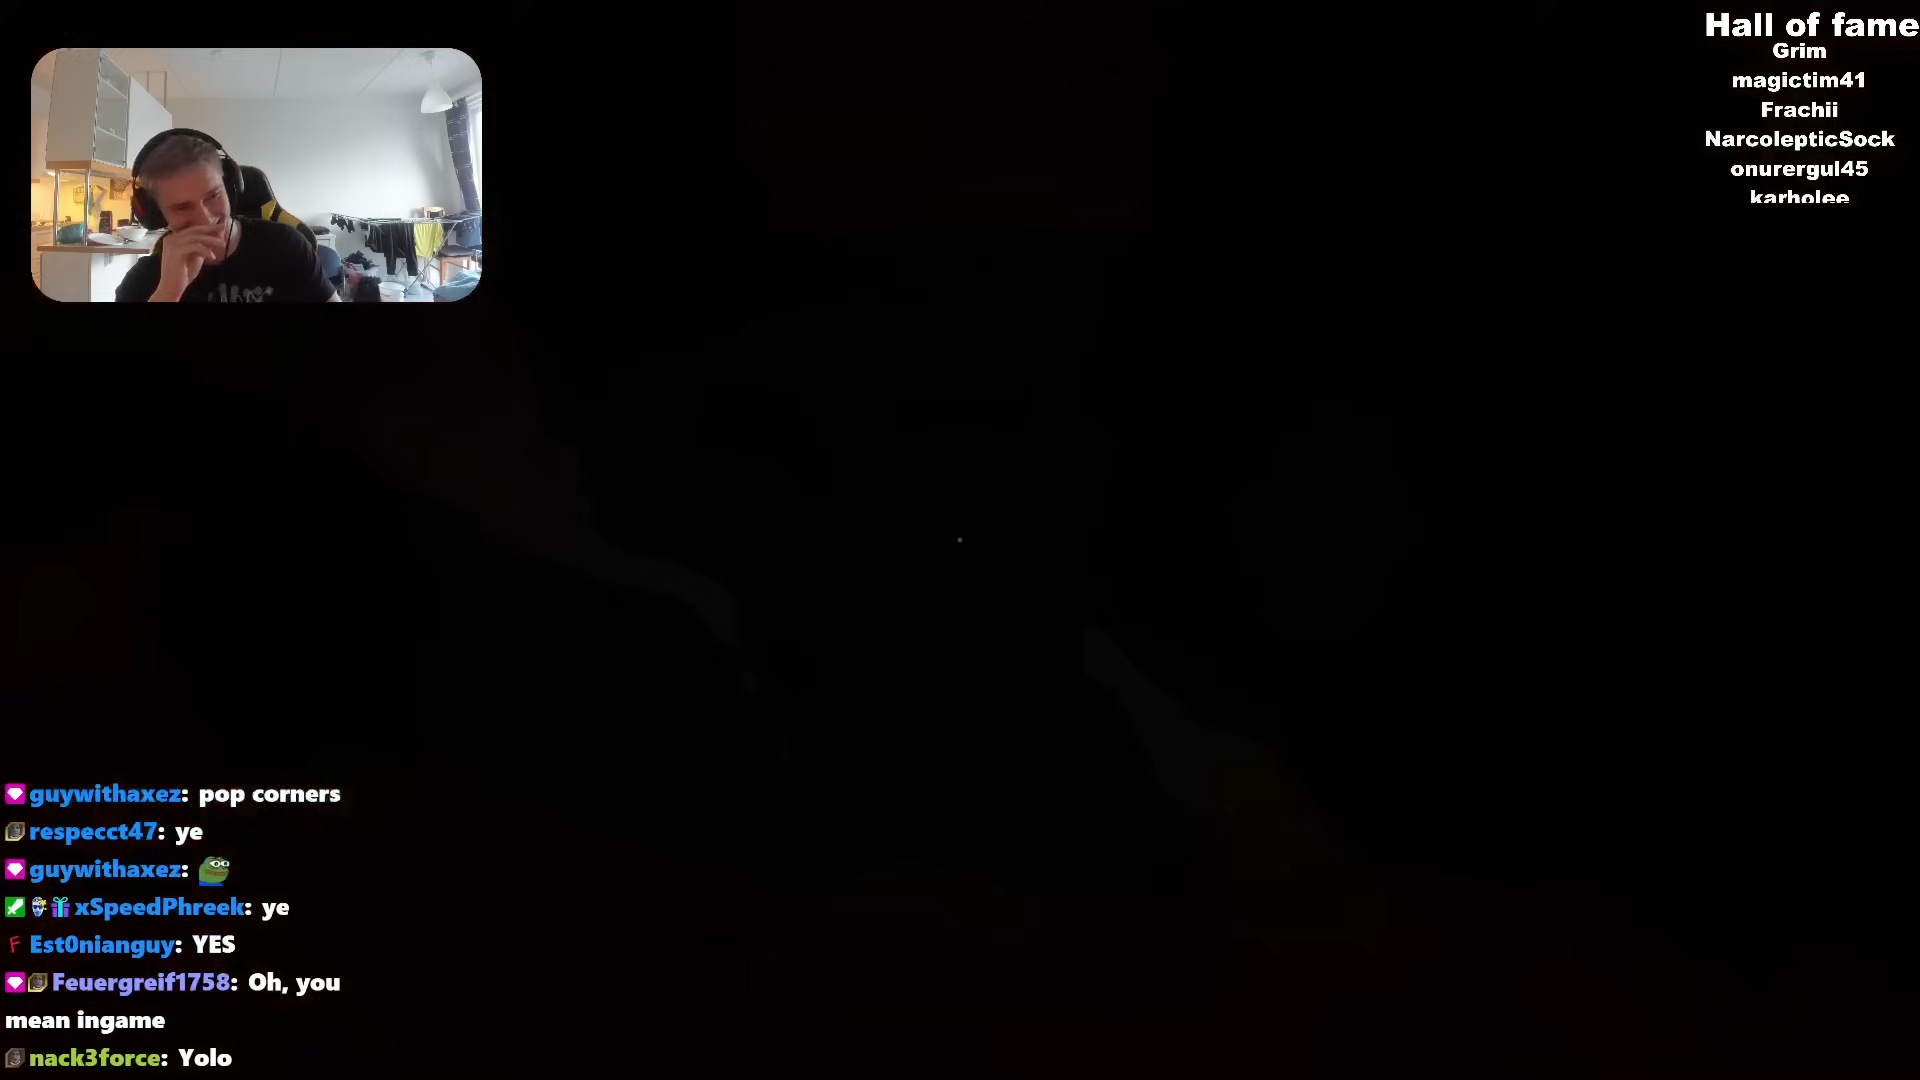 Hall of fame
Grim
magictim41
Frachii
NarcolepticSock
onurergul45
karholee
guywithaxez: pop corners
respecct47: ye
guywithaxez:
xSpeedPhreek: ye
F Est0nianguy: YES
Feuergreif1758: Oh, you
mean ingame
nack3force: Yolo